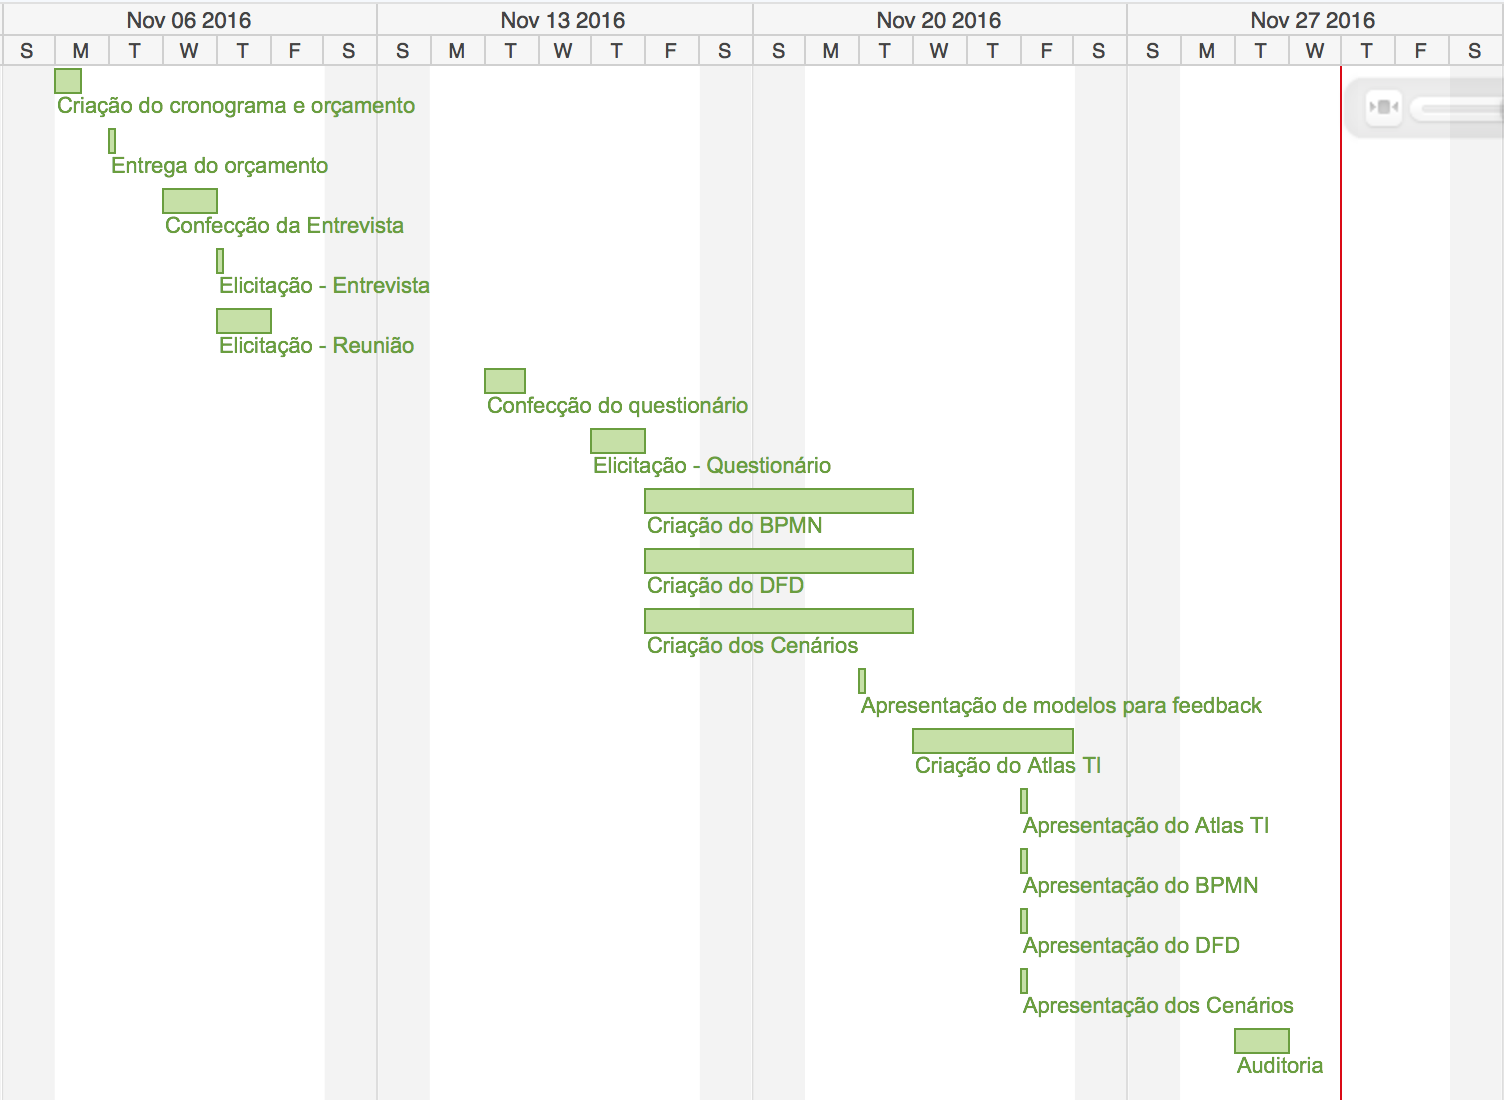 Nov 06 2016 Nov 13 2016 Nov 20 2016 Nov 27 2016
S M T W T F S S M T W T F S S M T W T F S S M T W T F S
Criação do cronograma e orçamento
Entrega do orçamento
Confecção da Entrevista
Elicitação - Entrevista
Elicitação - Reunião
Confecção do questionário
Elicitação - Questionário
Criação do BPMN
Criação do DFD
Criação dos Cenários
Apresentação de modelos para feedback
Criação do Atlas TI
Apresentação do Atlas TI
Apresentação do BPMN
Apresentação do DFD
Apresentação dos Cenários
Auditoria